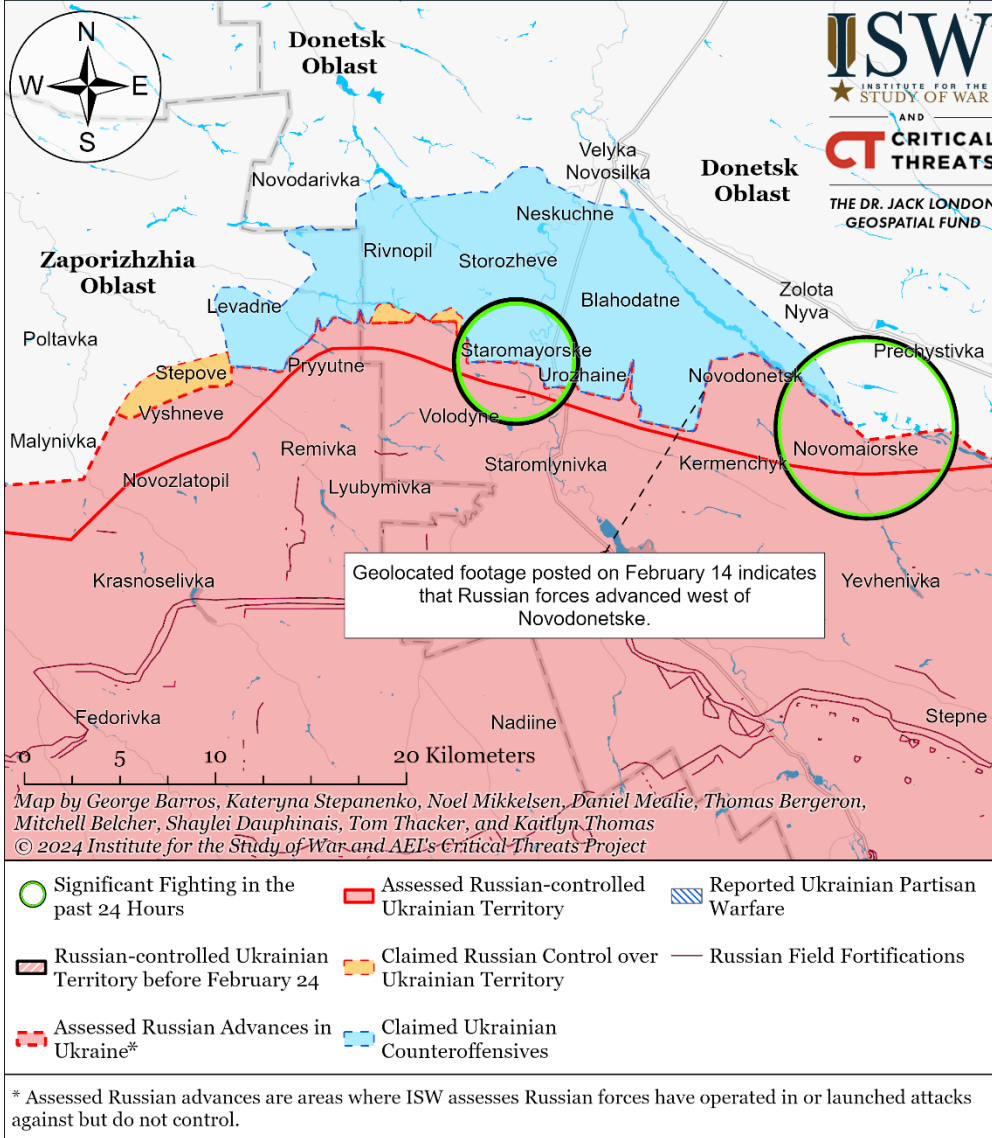 N
W E
S
Donetsk
Oblast
ISW
INSTITUTE FOR THE
STUDY OF WAR
AND
CT CRITICAL
THREATS
THE DR. JACK LONDON
GEOSPATIAL FUND
Velyka
Novosilka
Donetsk
Oblast
Novodarivka
Neskuchne
Rivnopil
Storozheve
Zaporizhzhia
Oblast
Levadne
Blahodatne
Zolota
Nyva
Poltavka
Staromayorske
Prechystivka
Pryyutne
Stepove
Urozhaine
Novodonetsk
Vyshneve
Volodyne
Malynivka
Remivka
Novomaiorske
Staromlynivka
Kermenchyk
Novozlatopil
Lyubymivka
Krasnoselivka
Yevhenivka
Geolocated footage posted on February 14 indicates
that Russian forces advanced west of
Novodonetske.
Fedorivka
Nadiine
Stepne
0 5 10 20 Kilometers
Map by George Barros, Kateryna Stepanenko, Noel Mikkelsen, Daniel Mealie, Thomas Bergeron,
Mitchell Belcher, Shaylei Dauphinais, Tom Thacker, and Kaitlyn Thomas
© 2024 Institute for the Study of War and AEI's Critical Threats Project
Significant Fighting in the
past 24 Hours
Assessed Russian-controlled
Ukrainian Territory
Reported Ukrainian Partisan
Warfare
Russian-controlled Ukrainian
Territory before February 24
Claimed Russian Control over
Ukrainian Territory
Russian Field Fortifications
Assessed Russian Advances in
Ukraine*
Claimed Ukrainian
Counteroffensives
* Assessed Russian advances are areas where ISW assesses Russian forces have operated in or launched attacks
against but do not control.